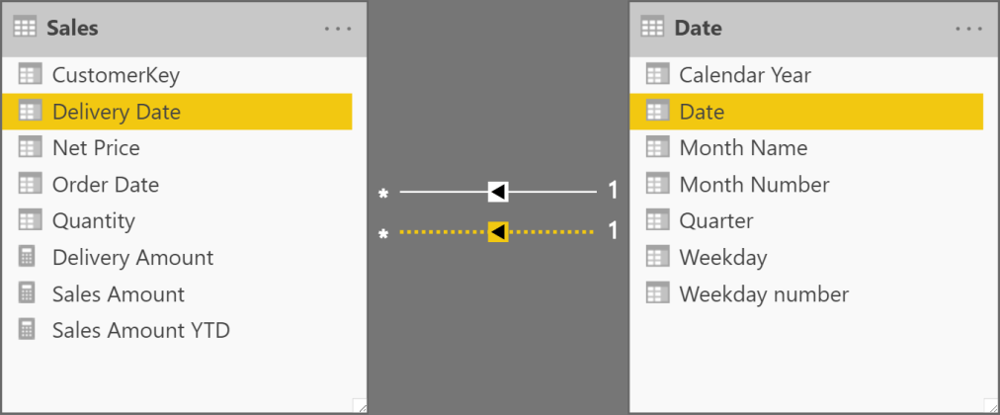 Sales
CustomerKey
Delivery Date
Net Price
Order Date
Quantity
Delivery Amount
Sales Amount
Sales Amount YTD
* 1
* 1
Date
Calendar Year
Date
Month Name
Month Number
Quarter
Weekday
Weekday number